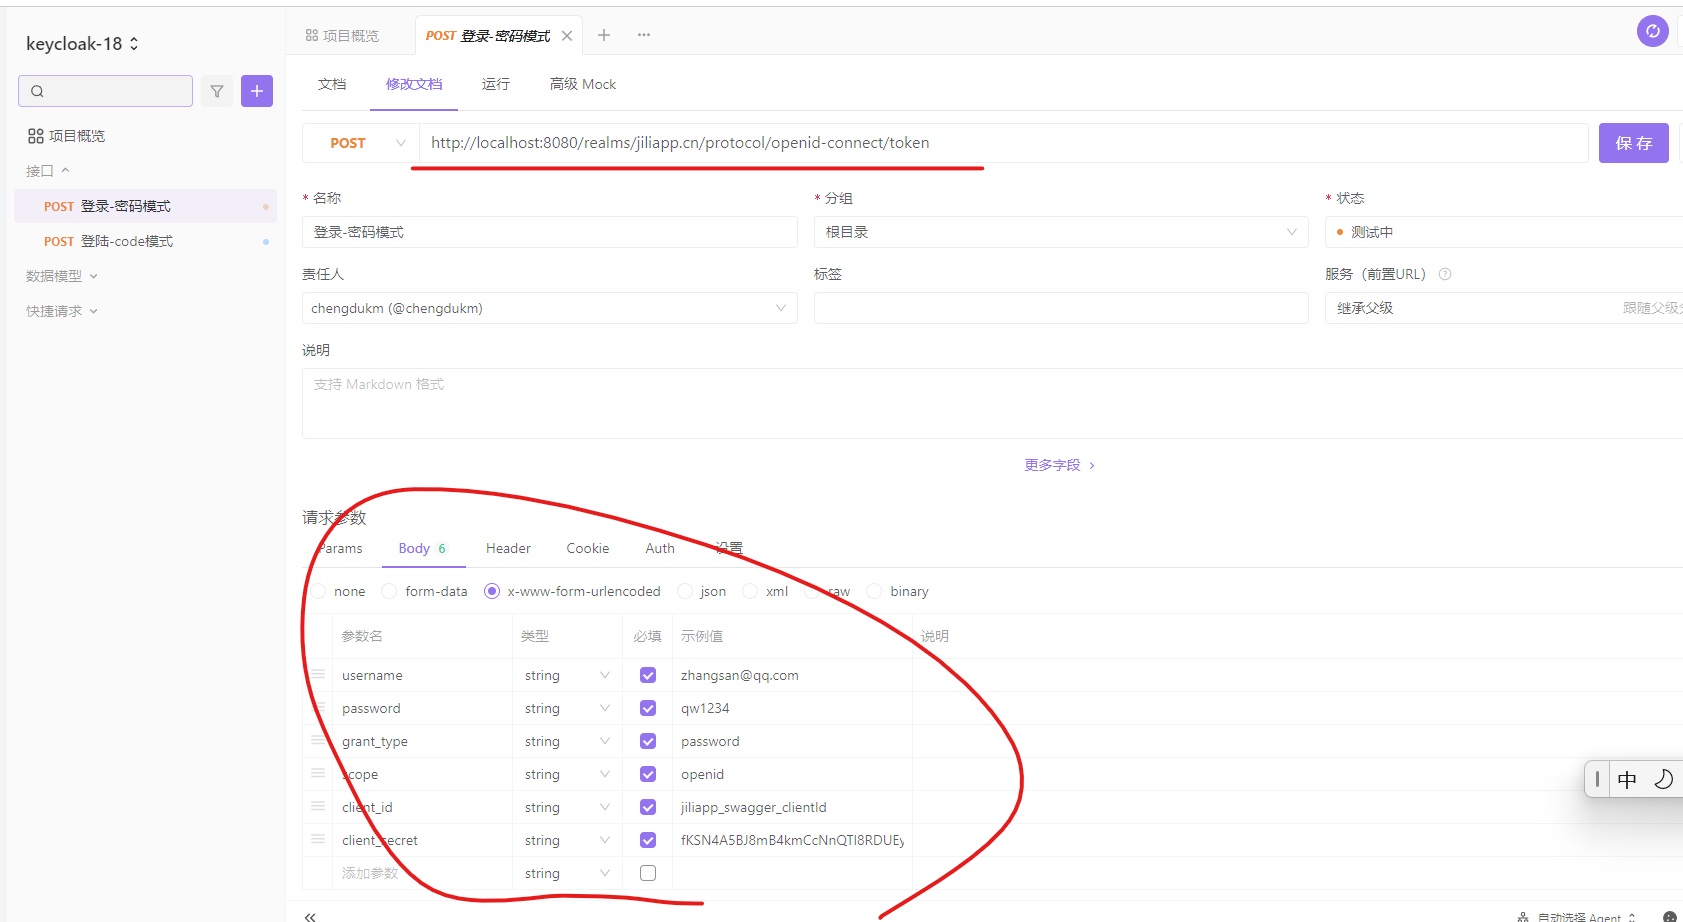 keycloak-18
项目概览
POST 登录-密码模式
文档 修改文档 运行 高级 Mock
项目概览
POST http://localhost:8080/realms/jiliapp.cn/protocol/openid-connect/token 保 存
接口
POST 登录-密码模式
POST 登陆-code模式
数据模型
快捷请求
* 名称 * 分组 * 状态
登录-密码模式 根目录 测试中
责任人 标签 服务（前置URL） ?
chengdukm (@chengdukm) 继承父级 跟随父级
说明
支持 Markdown 格式
更多字段
请求参数
Params Body 6 Header Cookie Auth 设置
none form-data x-www-form-urlencoded json xml raw binary
参数名 类型 必填 示例值 说明
username string zhangsan@qq.com
password string qw1234
grant_type string password
scope string openid
client_id string jiliapp_swagger_clientId
client_secret string fKSN4A5BJ8mB4kmCcNnQTI8RDUEy
添加参数 string
中
自动选择 Agent